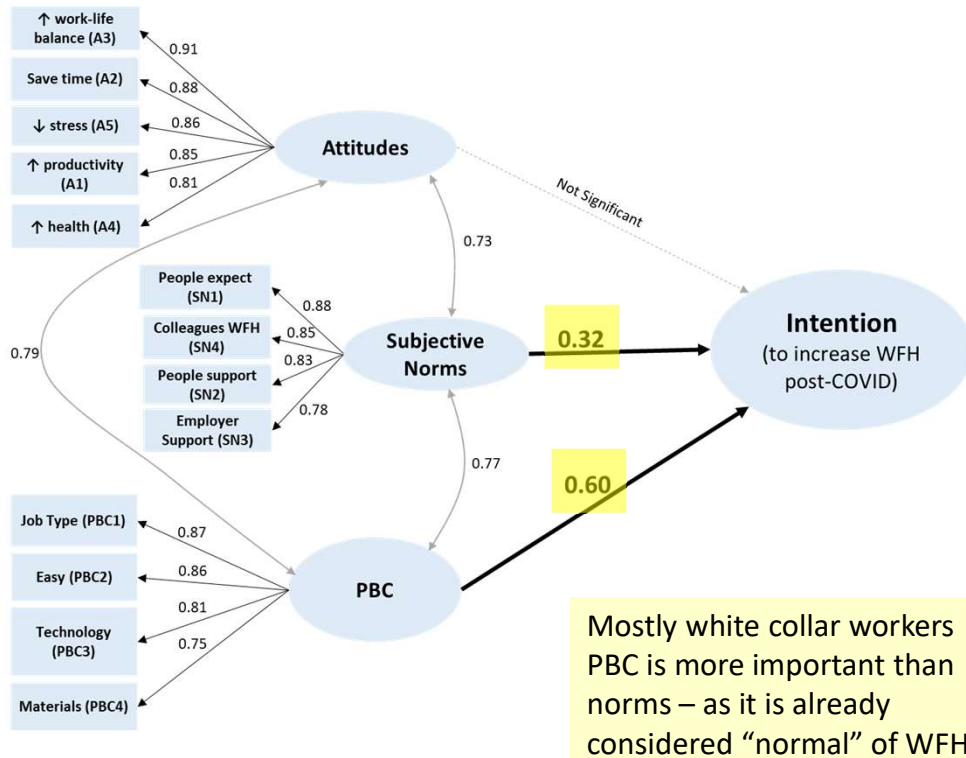 ↑ work-life
balance (A3)
0.91
Save time (A2)
0.88
↓ stress (A5)
0.86
↑ productivity
(A1)
0.85
↑ health (A4)
0.81
Attitudes
Not Significant
0.73
0.79
People expect
(SN1)
0.88
Colleagues WFH
(SN4)
0.85
People support
(SN2)
0.83
Employer
Support (SN3)
0.78
Subjective
Norms
0.32
Intention
(to increase WFH
post-COVID)
0.77
0.60
Job Type (PBC1)
0.87
Easy (PBC2)
0.86
Technology
(PBC3)
0.81
Materials (PBC4)
0.75
PBC
Mostly white collar workers
PBC is more important than
norms – as it is already
considered “normal” of WFH